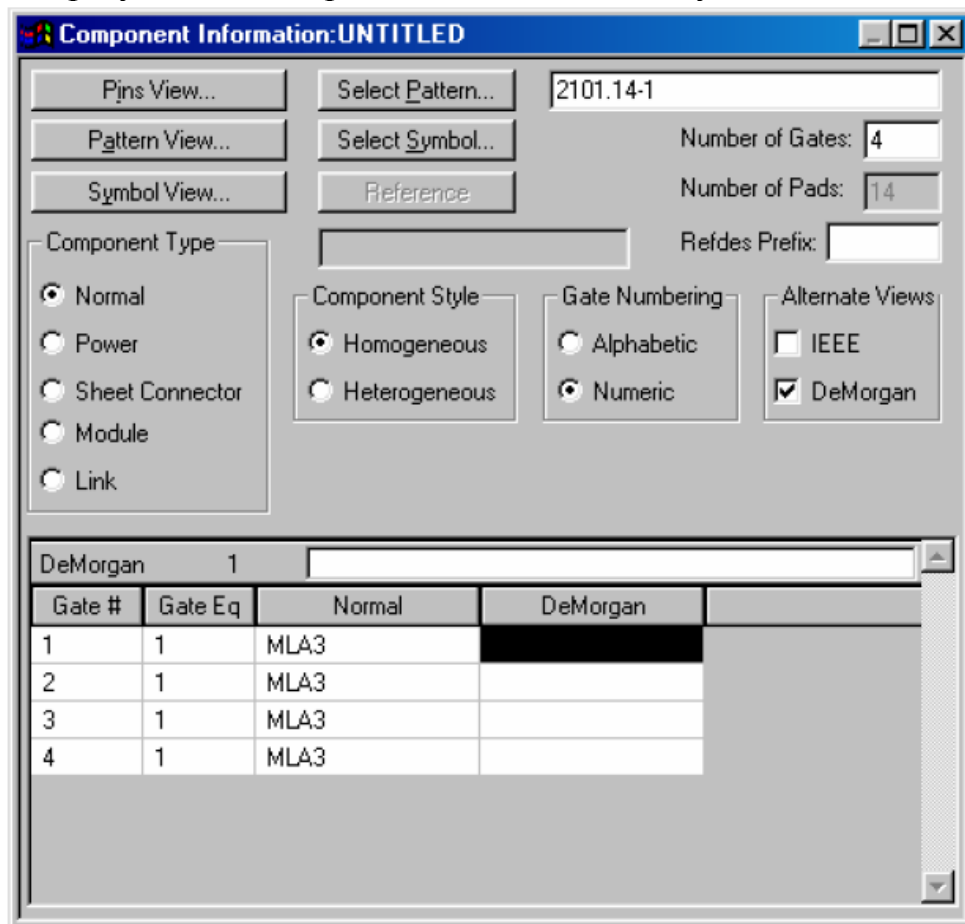 Component Information:UNTITLED
Pins View... Select Pattern... 2101.14-1
Pattern View... Select Symbol... Number of Gates: 4
Symbol View... Reference Number of Pads: 14
Component Type Refdes Prefix:
Normal Component Style Gate Numbering Alternate Views
Power Homogeneous Alphabetic IEEE
Sheet Connector Heterogeneous Numeric DeMorgan
Module
Link
DeMorgan 1
Gate # Gate Eq Normal DeMorgan
1 1 MLA3
2 1 MLA3
3 1 MLA3
4 1 MLA3